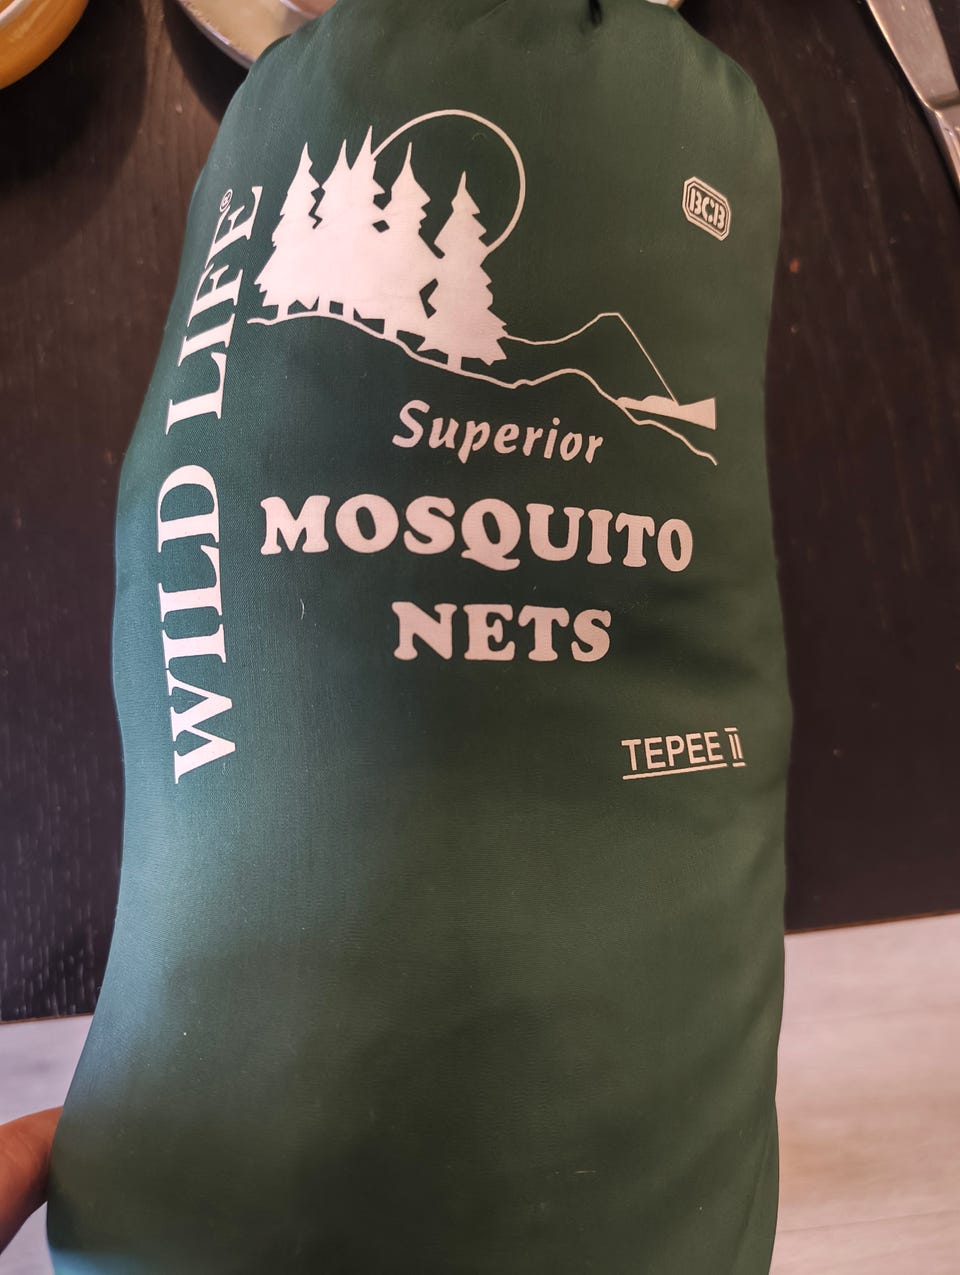 WILD LIFE®
BCB
Superior
MOSQUITO
NETS
TEPEE II